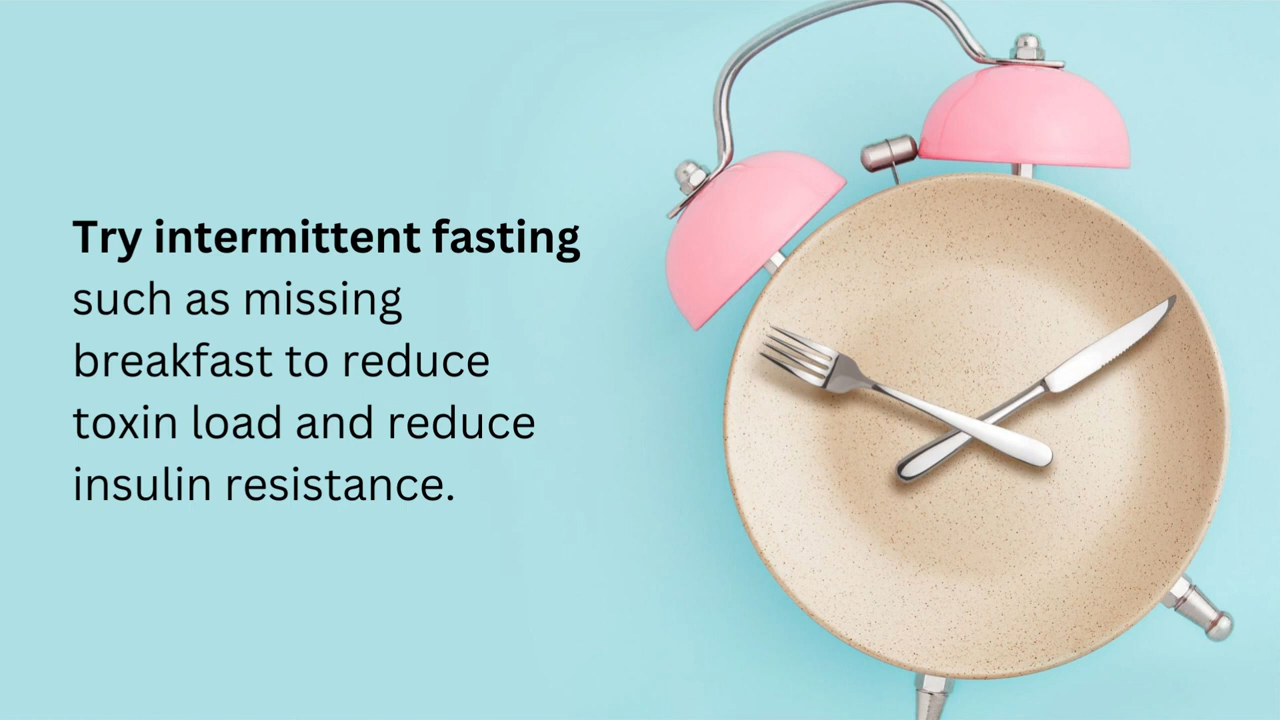 Try intermittent fasting
such as missing
breakfast to reduce
toxin load and reduce
insulin resistance.